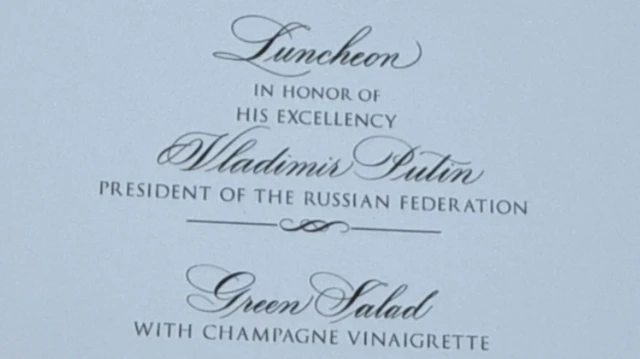 Luncheon
IN HONOR OF
HIS EXCELLENCY
Vladimir Putin
PRESIDENT OF THE RUSSIAN FEDERATION
Green Salad
WITH CHAMPAGNE VINAIGRETTE